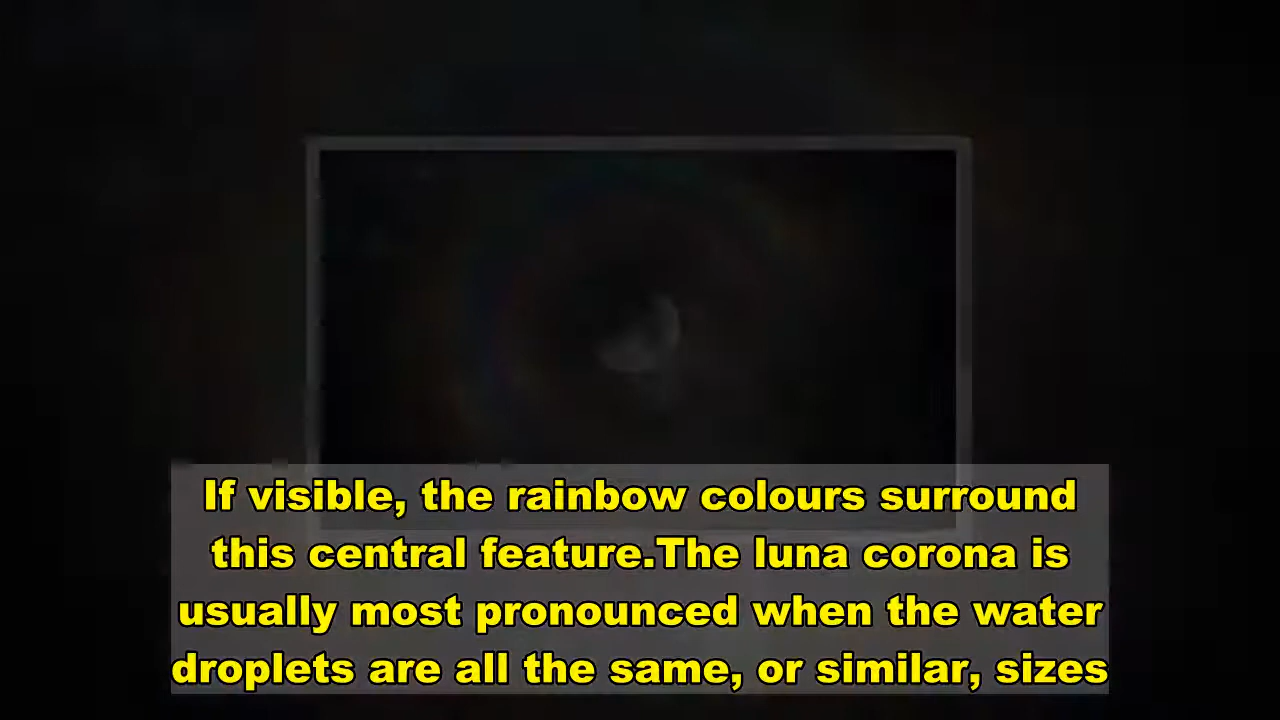 If visible, the rainbow colours surround
this central feature.The luna corona is
usually most pronounced when the water
droplets are all the same, or similar, sizes